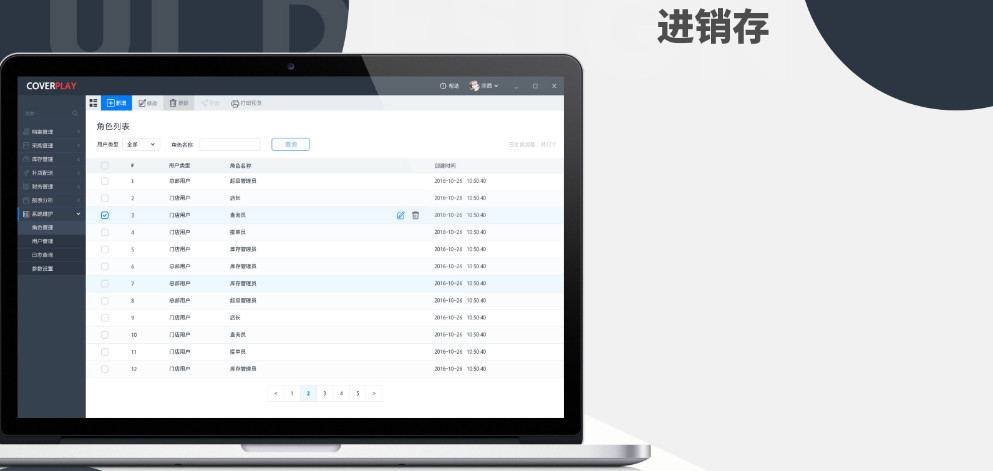 进销存
COVERPLAY
帮助
新增 修改 删除 打印预览
角色列表
用户类型 全部 角色名称 查询
销售管理
采购管理
库存管理
补货配送
财务管理
报表分析
系统维护
角色管理
用户管理
日志查询
参数设置
# 用户类型 角色名称 创建时间
1 总部用户 超级管理员 2016-10-26 10:50:40
2 门店用户 店长 2016-10-26 10:50:40
3 门店用户 查询员 2016-10-26 10:50:40
4 门店用户 接单员 2016-10-26 10:50:40
5 门店用户 库存管理员 2016-10-26 10:50:40
6 总部用户 库存管理员 2016-10-26 10:50:40
7 总部用户 库存管理员 2016-10-26 10:50:40
8 总部用户 超级管理员 2016-10-26 10:50:40
9 门店用户 店长 2016-10-26 10:50:40
10 门店用户 查询员 2016-10-26 10:50:40
11 门店用户 接单员 2016-10-26 10:50:40
12 门店用户 库存管理员 2016-10-26 10:50:40
< 1 2 3 4 5 >